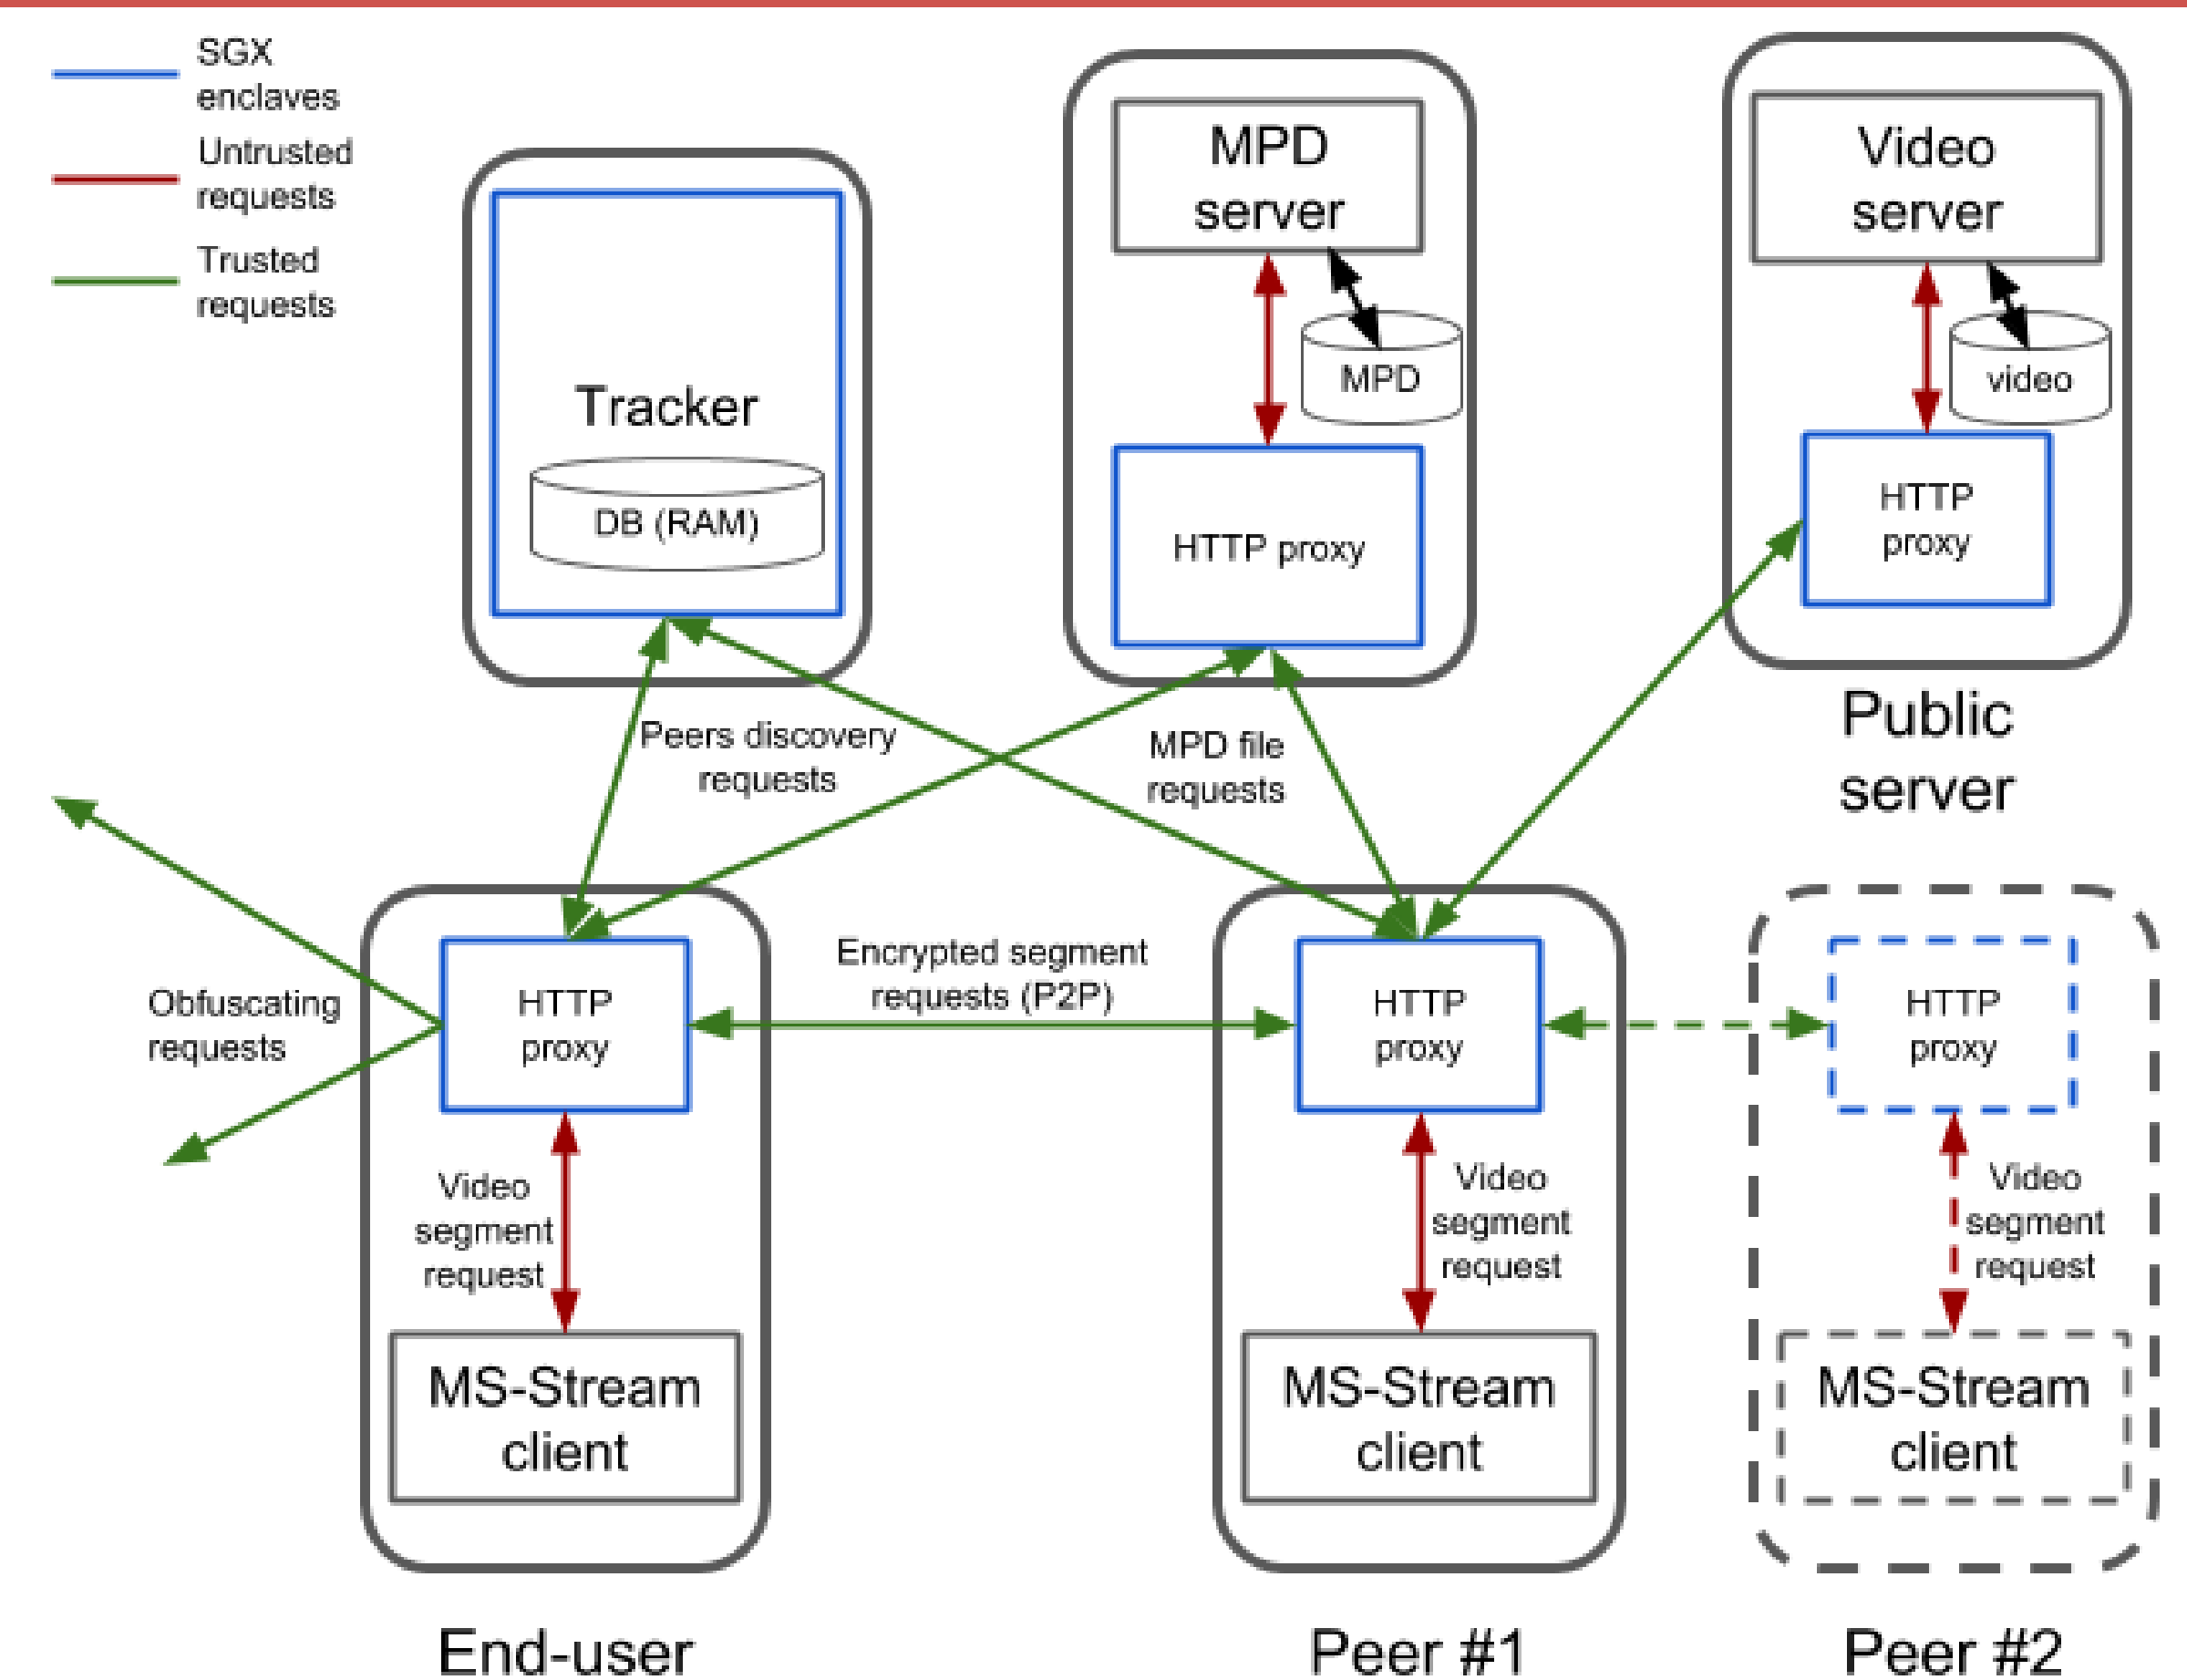 SGX
enclaves
Untrusted
requests
Trusted
requests
Tracker
DB (RAM)
MPD
server
MPD
HTTP proxy
Video
server
video
HTTP
proxy
Public
server
Peers discovery
requests
MPD file
requests
Obfuscating
requests
HTTP
proxy
Encrypted segment
requests (P2P)
HTTP
proxy
HTTP
proxy
Video
segment
request
Video
segment
request
Video
segment
request
MS-Stream
client
MS-Stream
client
MS-Stream
client
End-user
Peer #1
Peer #2